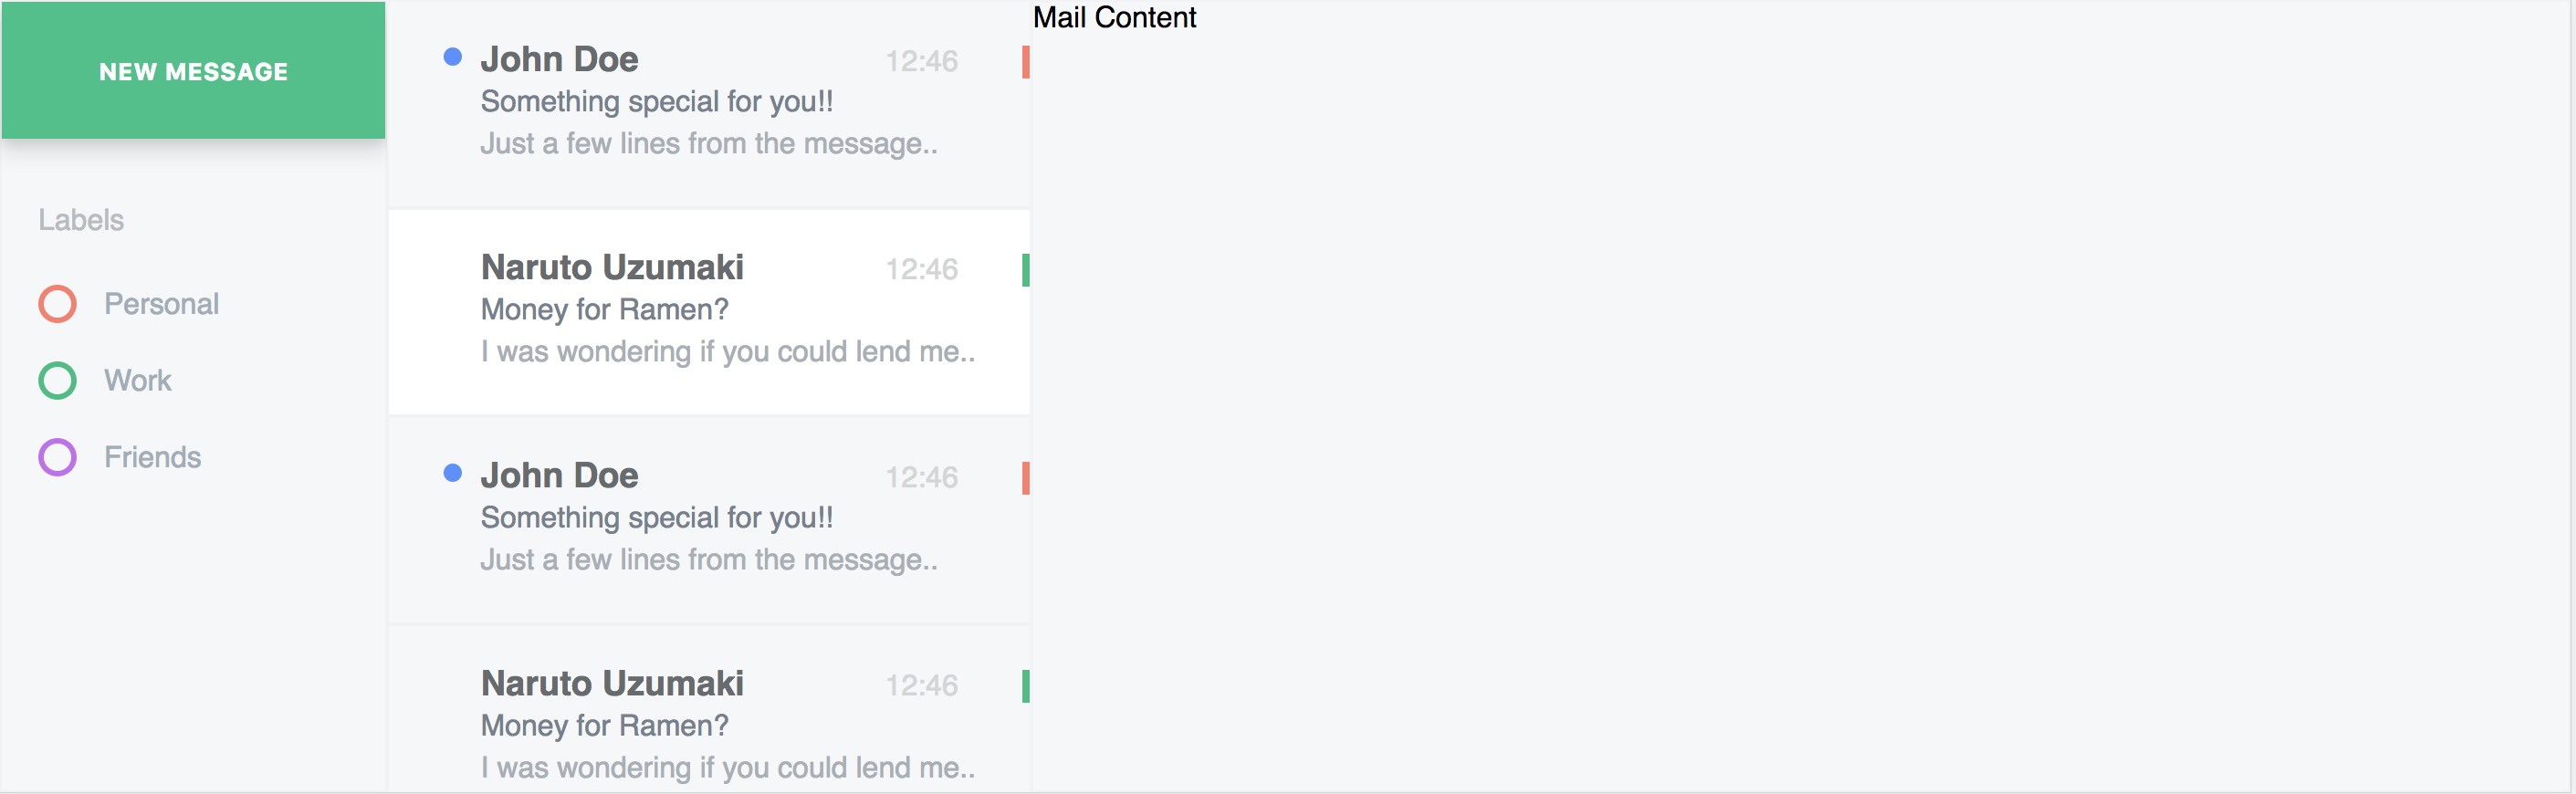 NEW MESSAGE
Labels
Personal
Work
Friends
John Doe 12:46
Something special for you!!
Just a few lines from the message..
Naruto Uzumaki 12:46
Money for Ramen?
I was wondering if you could lend me..
John Doe 12:46
Something special for you!!
Just a few lines from the message..
Naruto Uzumaki 12:46
Money for Ramen?
I was wondering if you could lend me..
Mail Content